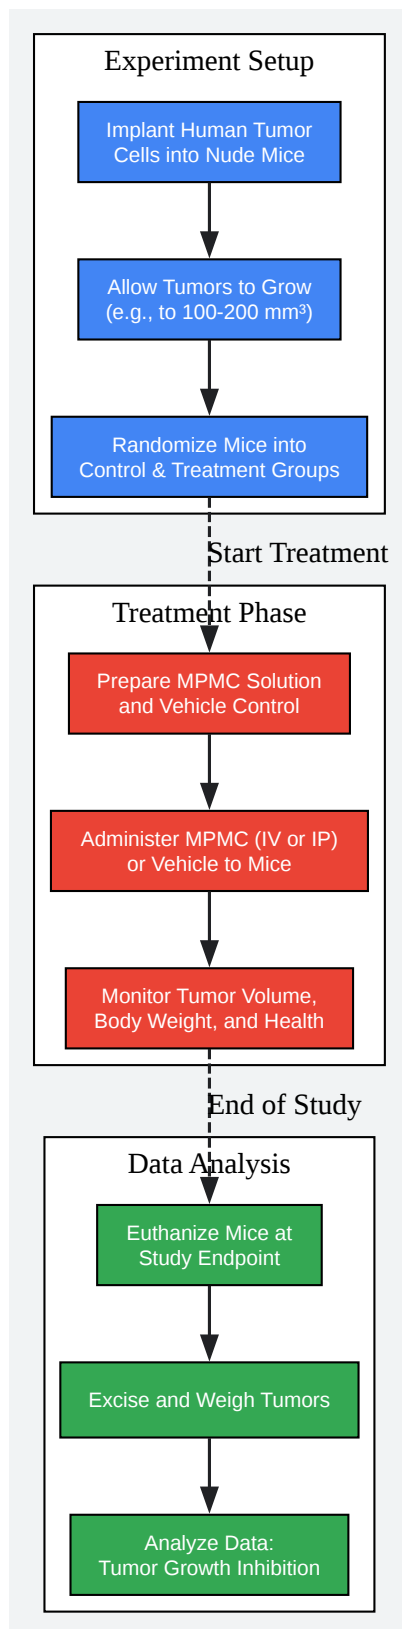 Experiment Setup
Implant Human Tumor
Cells into Nude Mice
Allow Tumors to Grow
(e.g., to 100-200 mm³)
Randomize Mice into
Control & Treatment Groups
Start Treatment
Treatment Phase
Prepare MPMC Solution
and Vehicle Control
Administer MPMC (IV or IP)
or Vehicle to Mice
Monitor Tumor Volume,
Body Weight, and Health
End of Study
Data Analysis
Euthanize Mice at
Study Endpoint
Excise and Weigh Tumors
Analyze Data:
Tumor Growth Inhibition